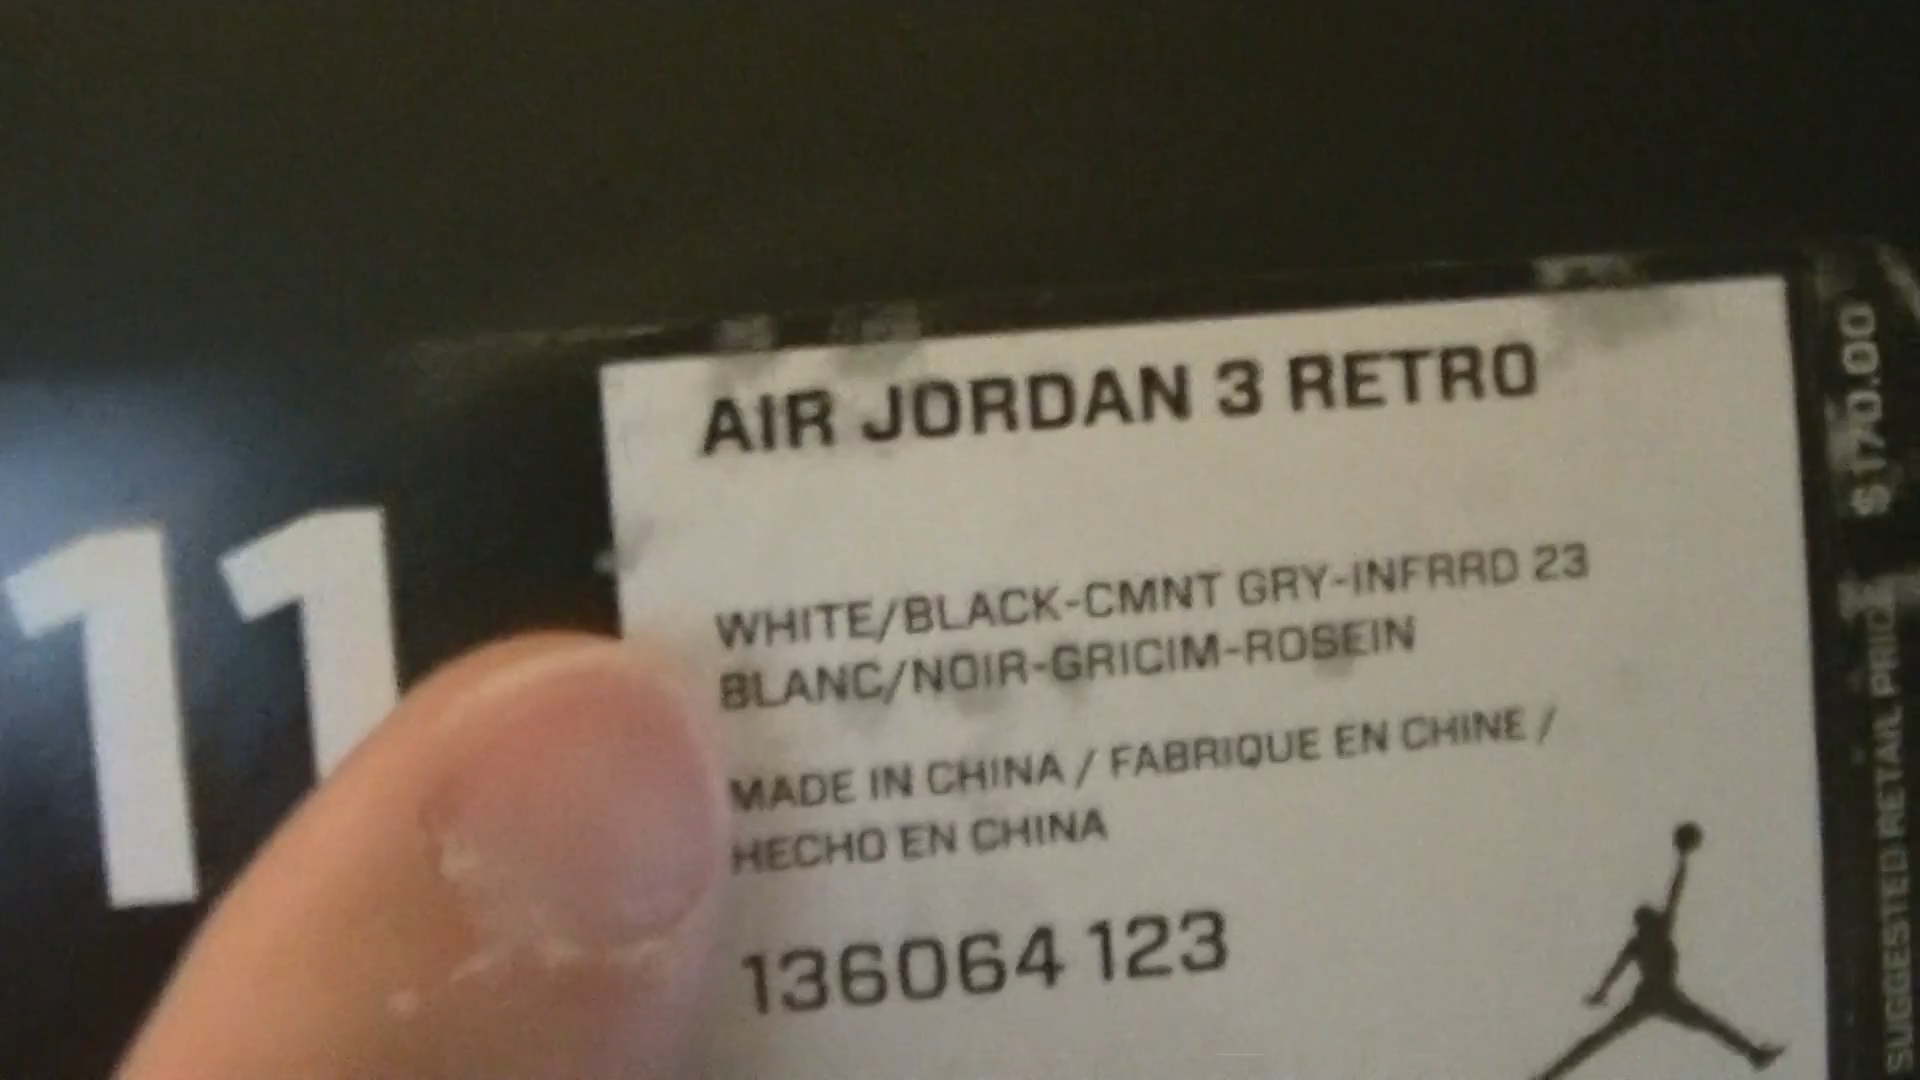 11
AIR JORDAN 3 RETRO
WHITE/BLACK-CMNT GRY-INFRRD 23
BLANC/NOIR-GRICIM-ROSEIN
MADE IN CHINA / FABRIQUE EN CHINE /
HECHO EN CHINA
136064 123
SUGGESTED RETAIL PRICE $170.00